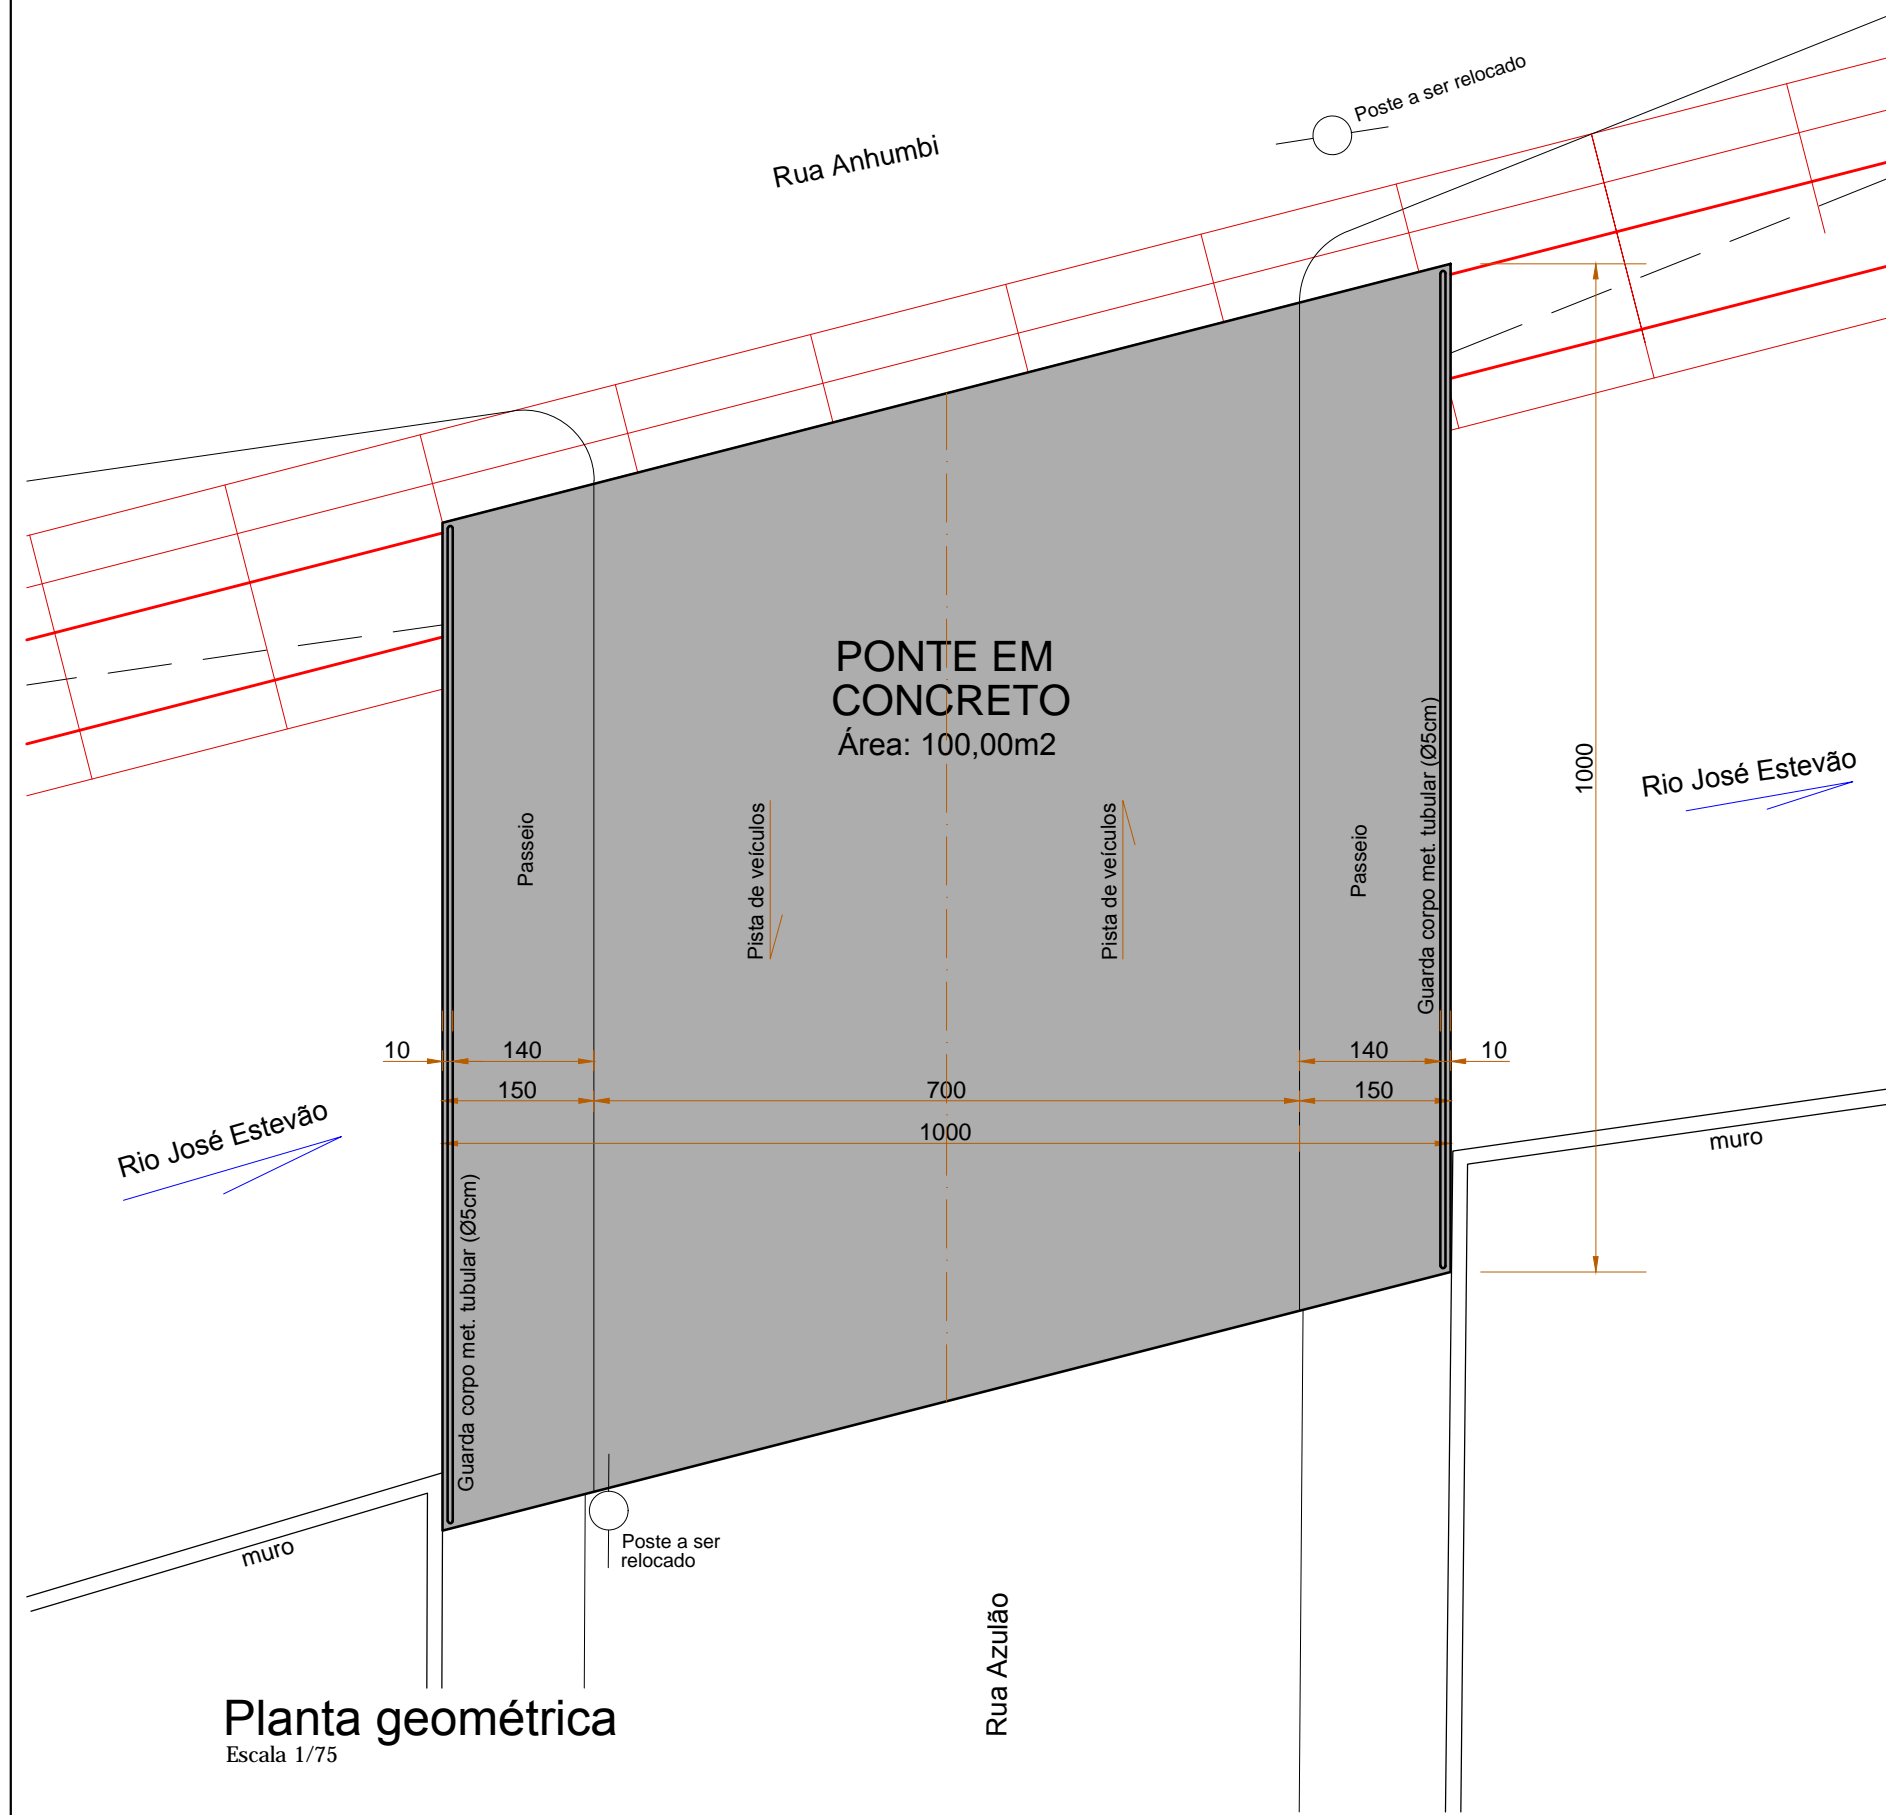 Poste a ser relocado
Rua Anhumbi
PONTE EM
CONCRETO
Área: 100,00m2
Guarda corpo met. tubular (Ø5cm)
1000
Rio José Estevão
Passeio
Pista de veículos
Pista de veículos
Passeio
10
140
140
10
150
700
150
1000
Rio José Estevão
muro
Guarda corpo met. tubular (Ø5cm)
Poste a ser
relocado
muro
Rua Azulão
Planta geométrica
Escala 1/75